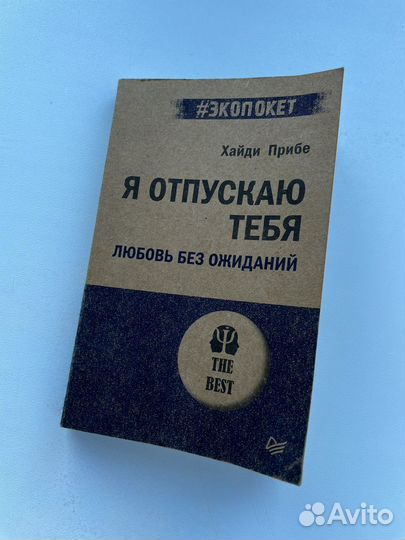 #ЭКОПОКЕТ
Хайди Прибе
Я ОТПУСКАЮ
ТЕБЯ
ЛЮБОВЬ БЕЗ ОЖИДАНИЙ
Ψ
THE
BEST
Avito